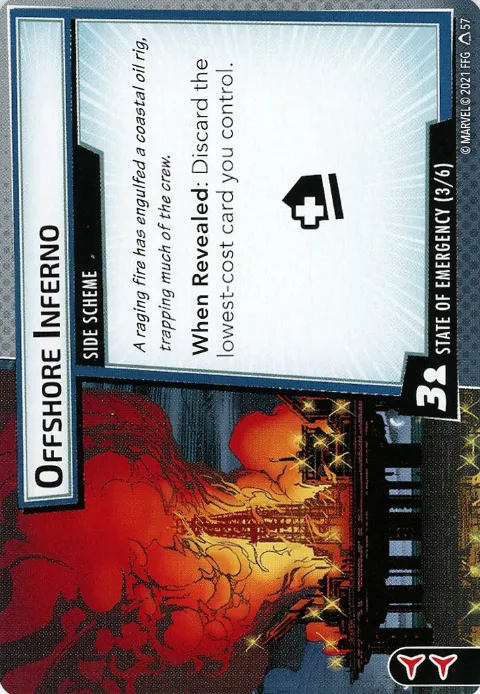 OFFSHORE INFERNO
SIDE SCHEME
A raging fire has engulfed a coastal oil rig,
trapping much of the crew.
When Revealed: Discard the
lowest-cost card you control.
3
STATE OF EMERGENCY (3/6)
© MARVEL © 2021 FFG 57